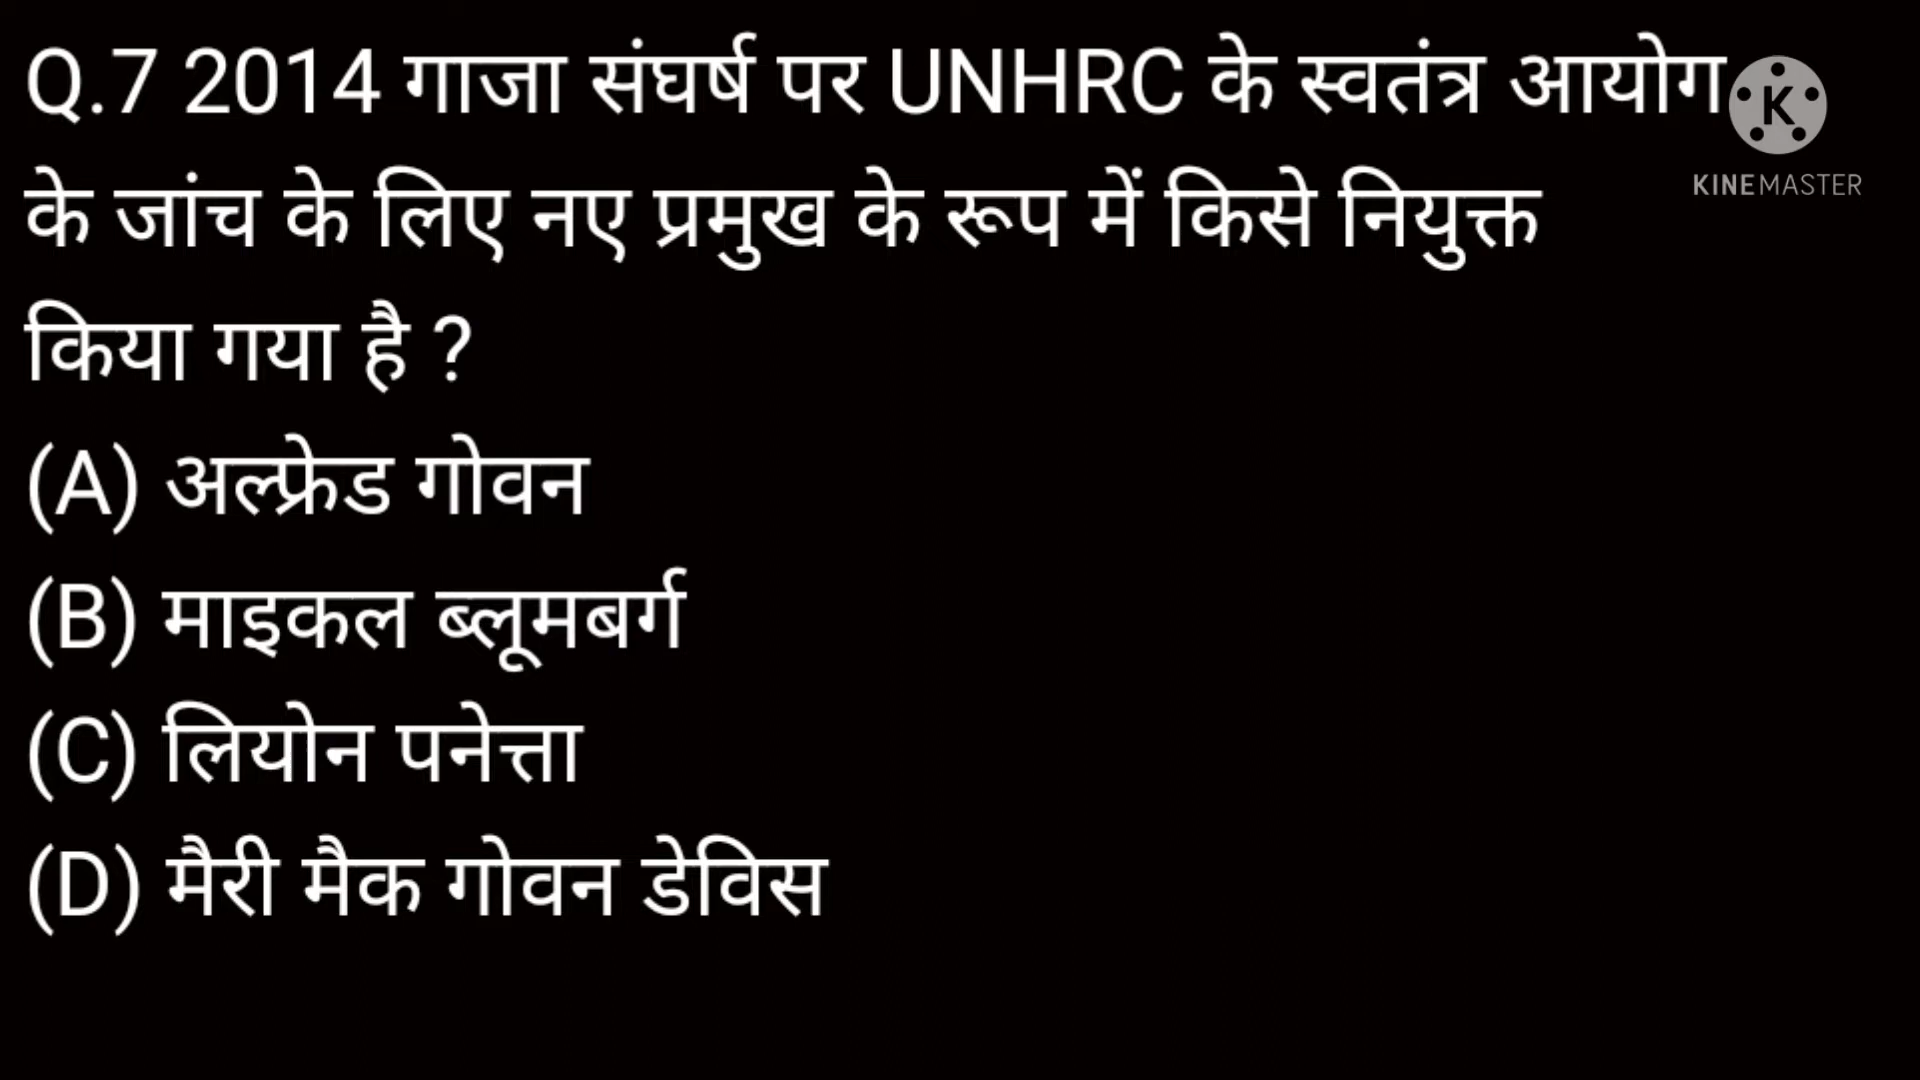 Q.7 2014 गाजा संघर्ष पर UNHRC के स्वतंत्र आयोग
के जांच के लिए नए प्रमुख के रूप में किसे नियुक्त
किया गया है ?
(A) अल्फ्रेड गोवन
(B) माइकल ब्लूमबर्ग
(C) लियोन पनेत्ता
(D) मैरी मैक गोवन डेविस
K
KINEMASTER